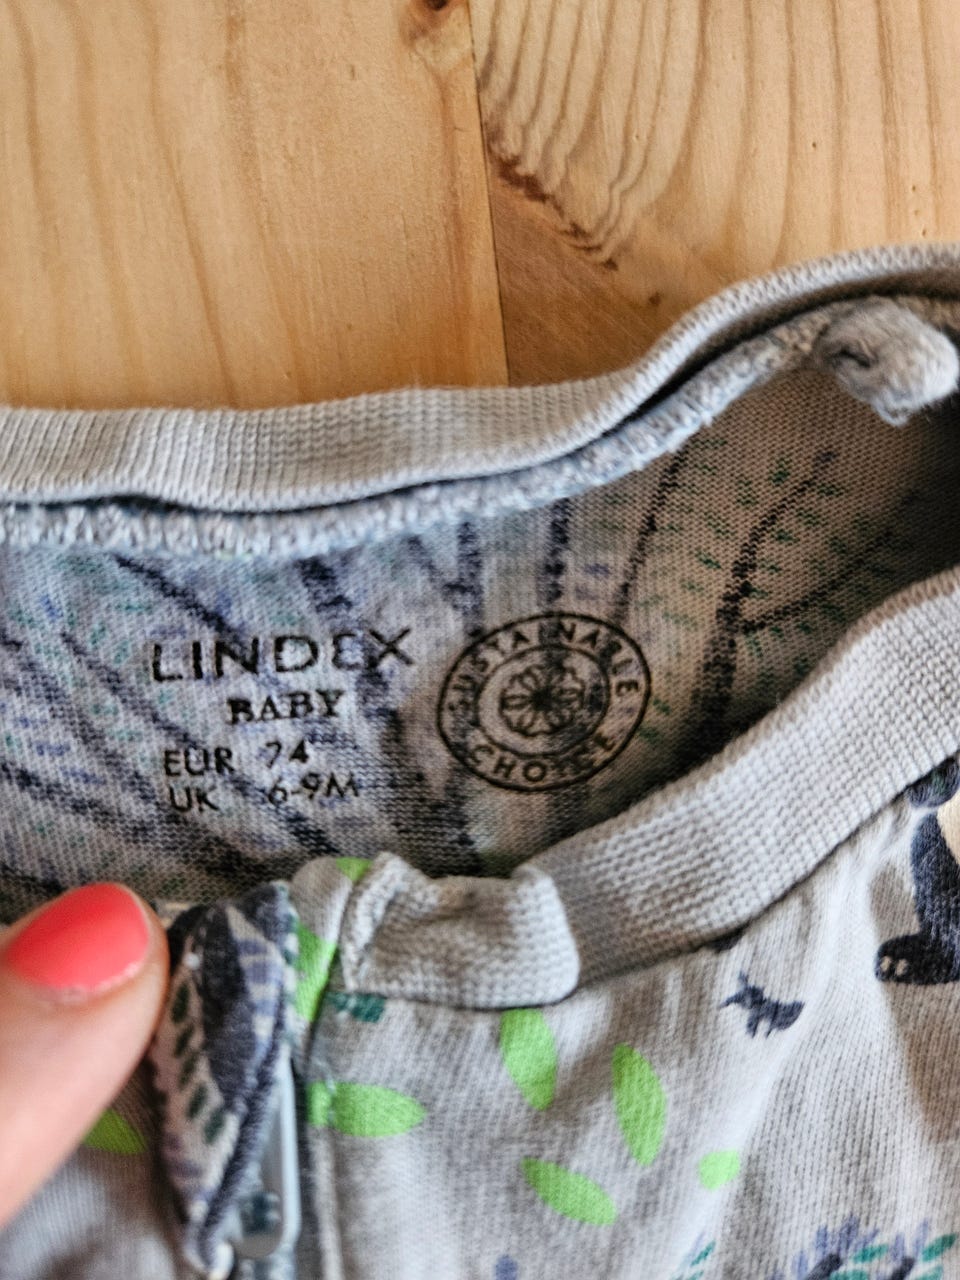 LINDEX
BABY
EUR 74
UK 6-9M
SUSTAINABLE
CHOICE